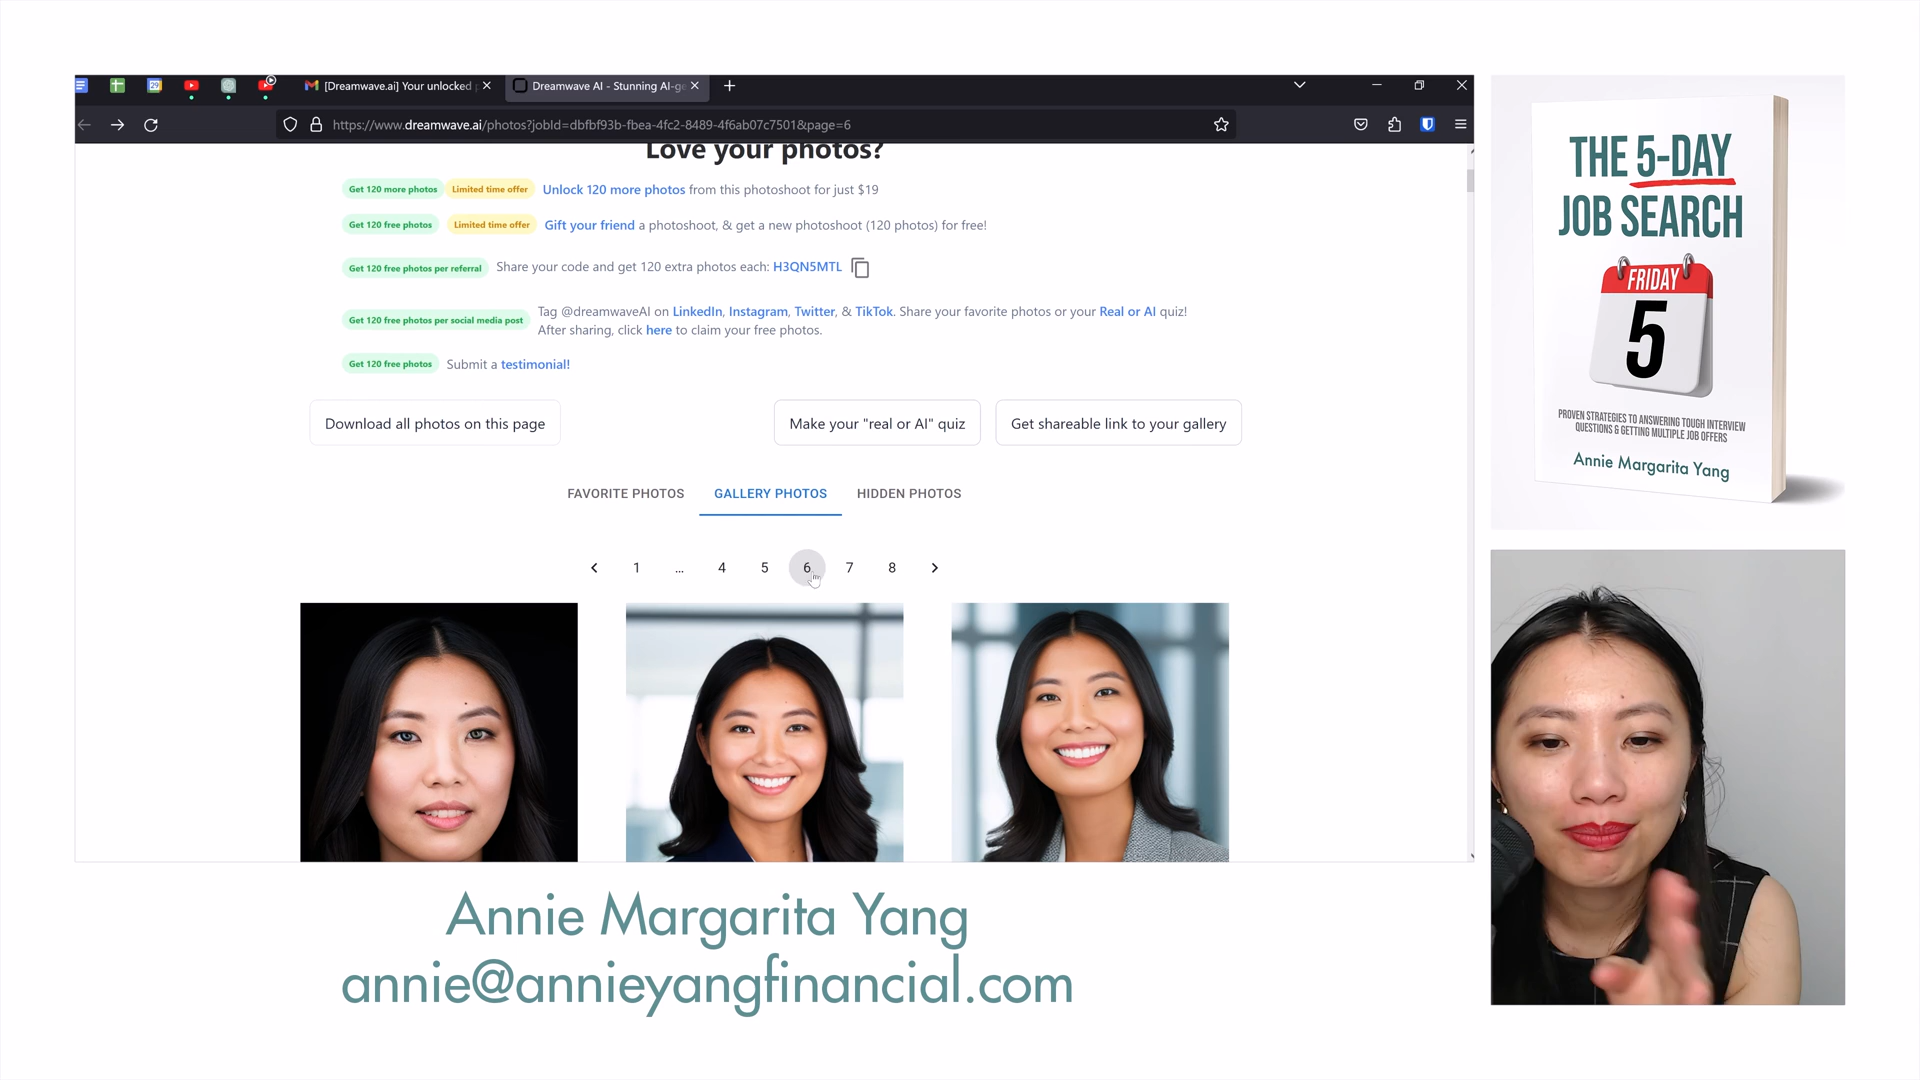 [Dreamwave.ai] Your unlocked
Dreamwave AI - Stunning AI-ge
https://www.dreamwave.ai/photos?jobId=dbfbf93b-fbea-4fc2-8489-4f6ab07c7501&page=6
Love your photos?
Get 120 more photos Limited time offer Unlock 120 more photos from this photoshoot for just $19
Get 120 free photos Limited time offer Gift your friend a photoshoot, & get a new photoshoot (120 photos) for free!
Get 120 free photos per referral Share your code and get 120 extra photos each: H3QN5MTL
Get 120 free photos per social media post Tag @dreamwaveAI on LinkedIn, Instagram, Twitter, & TikTok. Share your favorite photos or your Real or AI quiz!
After sharing, click here to claim your free photos.
Get 120 free photos Submit a testimonial!
Download all photos on this page Make your "real or AI" quiz Get shareable link to your gallery
FAVORITE PHOTOS GALLERY PHOTOS HIDDEN PHOTOS
1 ... 4 5 6 7 8
THE 5-DAY
JOB SEARCH
FRIDAY
5
PROVEN STRATEGIES TO ANSWERING TOUGH INTERVIEW
QUESTIONS & GETTING MULTIPLE JOB OFFERS
Annie Margarita Yang
Annie Margarita Yang
annie@annieyangfinancial.com